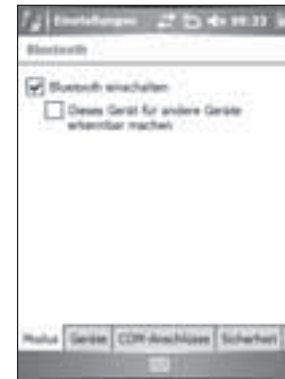 Einstellungen
Bluetooth
Bluetooth einschalten
Dieses Gerät für andere Geräte
erkennbar machen
Modus Geräte COM-Anschlüsse Sicherheit